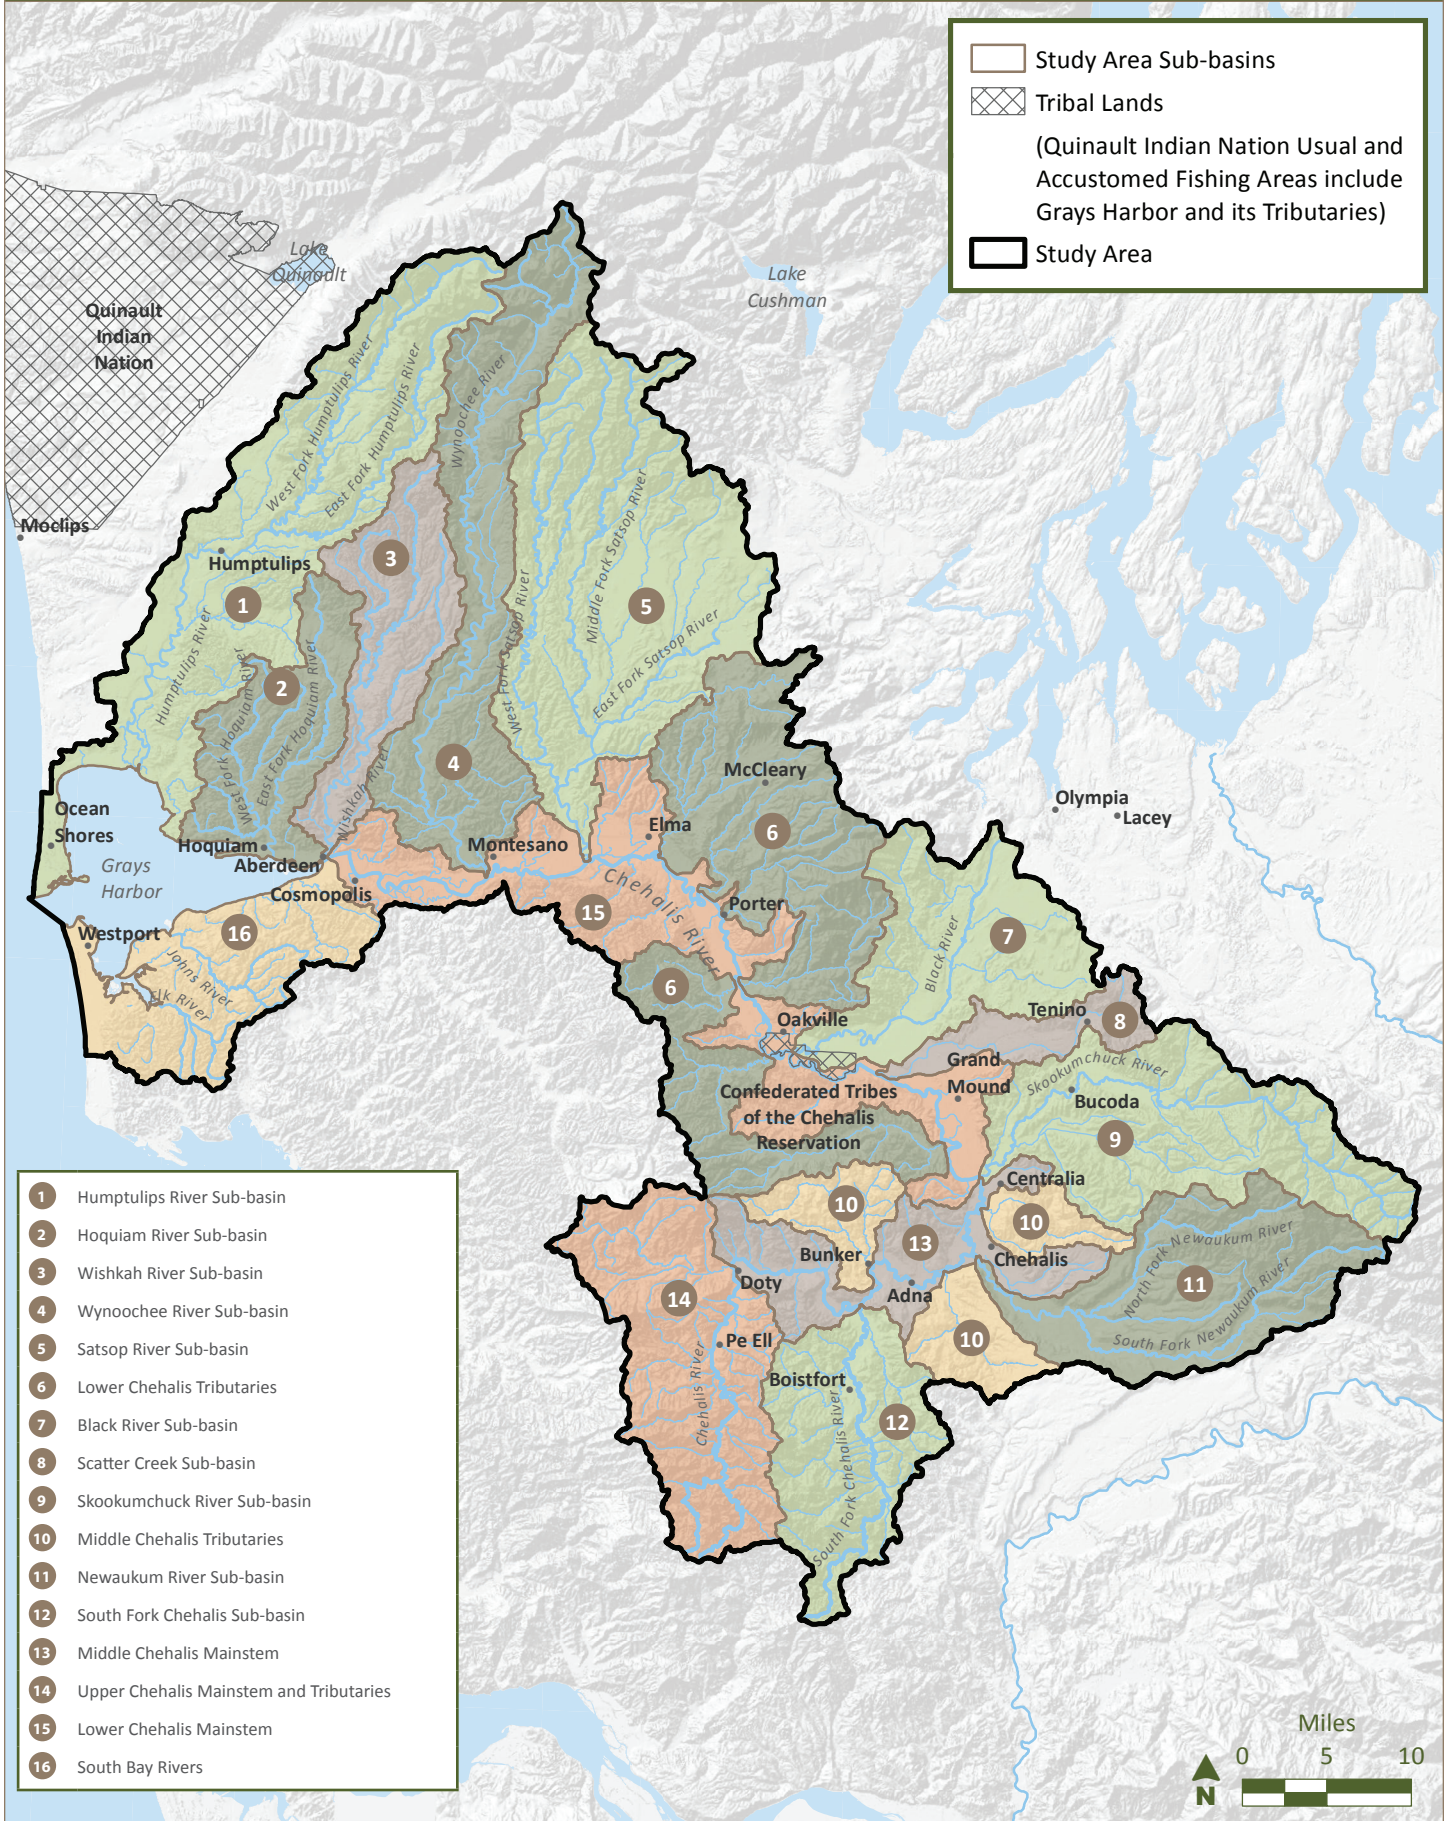 Study Area Sub-basins
Tribal Lands
(Quinault Indian Nation Usual and
Accustomed Fishing Areas include
Grays Harbor and its Tributaries)
Study Area
Lake
Quinault
Lake
Cushman
Quinault
Indian
Nation
West Fork Humptulips River
East Fork Humptulips River
Wynoochee River
Moclips
Humptulips
3
1
5
Middle Fork Satsop River
West Fork Satsop River
East Fork Satsop River
Humptulips River
2
West Fork Hoquiam River
East Fork Hoquiam River
Wishkah River
4
McCleary
Ocean
Shores
Grays
Harbor
Hoquiam
Aberdeen
Cosmopolis
Montesano
Elma
6
Olympia
Lacey
Chehalis River
Porter
15
16
Westport
Johns River
Elk River
7
Black River
6
Oakville
Tenino
8
Grand
Mound
Skookumchuck River
Bucoda
Confederated Tribes
of the Chehalis
Reservation
9
Centralia
10
10
13
Bunker
Chehalis
North Fork Newaukum River
11
South Fork Newaukum River
Doty
Adna
14
Pe Ell
10
Chehalis River
Boistfort
12
South Fork Chehalis River
1 Humptulips River Sub-basin
2 Hoquiam River Sub-basin
3 Wishkah River Sub-basin
4 Wynoochee River Sub-basin
5 Satsop River Sub-basin
6 Lower Chehalis Tributaries
7 Black River Sub-basin
8 Scatter Creek Sub-basin
9 Skookumchuck River Sub-basin
10 Middle Chehalis Tributaries
11 Newaukum River Sub-basin
12 South Fork Chehalis Sub-basin
13 Middle Chehalis Mainstem
14 Upper Chehalis Mainstem and Tributaries
15 Lower Chehalis Mainstem
16 South Bay Rivers
Miles
0 5 10
N